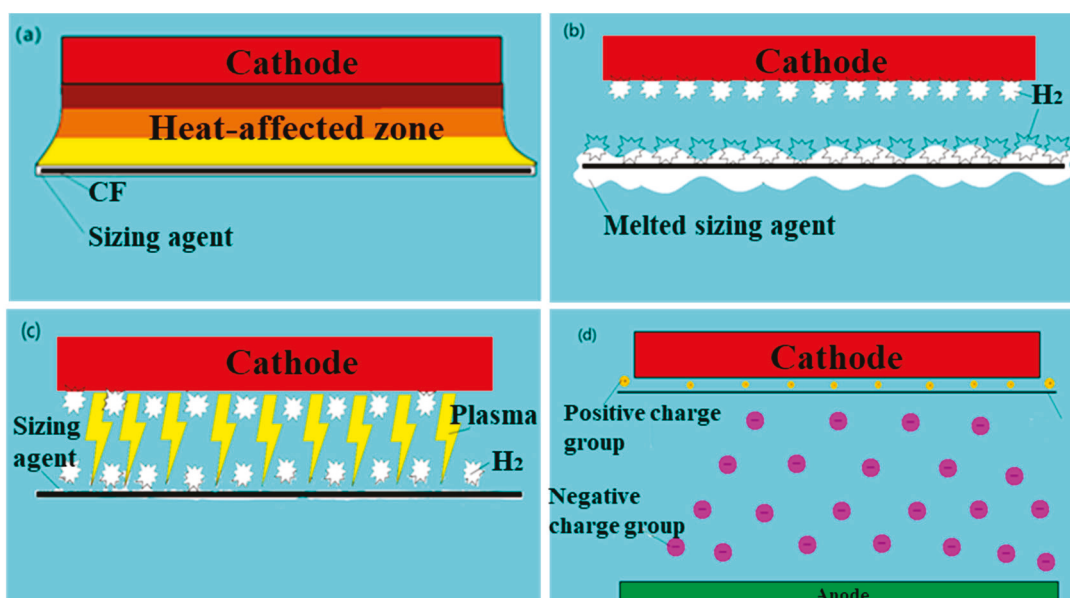 (a)
Cathode
Heat-affected zone
CF
Sizing agent
(b)
Cathode
H2
Melted sizing agent
(c)
Cathode
Sizing
agent
Plasma
H2
(d)
Cathode
Positive charge
group
Negative
charge group
Anode